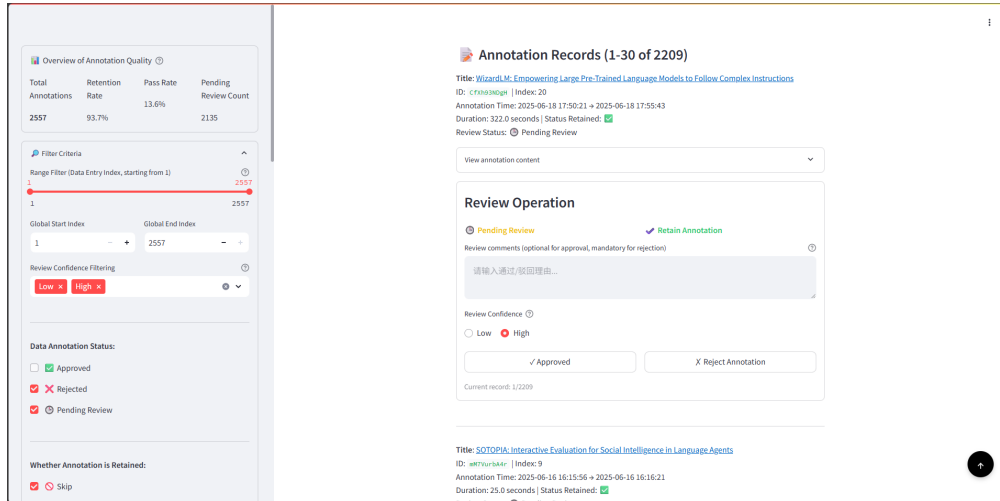 Overview of Annotation Quality
Total Annotations
Retention Rate
Pass Rate
Pending Review Count
2557
93.7%
13.6%
2135
Filter Criteria
Range Filter (Data Entry Index, starting from 1)
1 2557
1 2557
Global Start Index
Global End Index
1 - +
2557 - +
Review Confidence Filtering
Low × High ×
Data Annotation Status:
Approved
Rejected
Pending Review
Whether Annotation is Retained:
Skip
Annotation Records (1-30 of 2209)
Title: WizardLM: Empowering Large Pre-Trained Language Models to Follow Complex Instructions
ID: CfXh93NDgH | Index: 20
Annotation Time: 2025-06-18 17:50:21 → 2025-06-18 17:55:43
Duration: 322.0 seconds | Status Retained: ✅
Review Status: Pending Review
View annotation content
Review Operation
Pending Review
✔ Retain Annotation
Review comments (optional for approval, mandatory for rejection)
请输入通过/驳回理由...
Review Confidence
Low High
✓ Approved
✗ Reject Annotation
Current record: 1/2209
Title: SOTOPIA: Interactive Evaluation for Social Intelligence in Language Agents
ID: mM7VurbA4r | Index: 9
Annotation Time: 2025-06-16 16:15:56 → 2025-06-16 16:16:21
Duration: 25.0 seconds | Status Retained: ✅